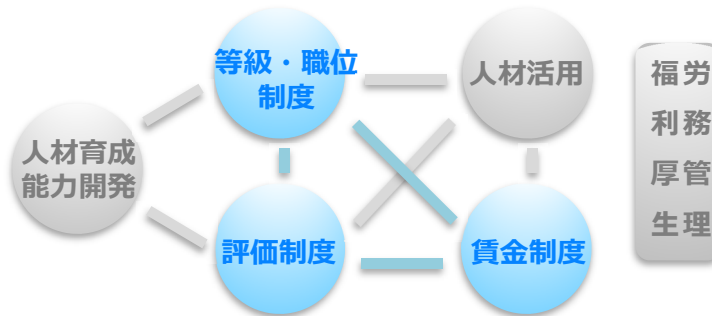 等級・職位
制度
人材活用
人材育成
能力開発
評価制度
賃金制度
労務管理
福利厚生